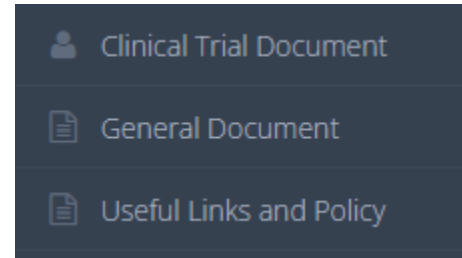 Clinical Trial Document
General Document
Useful Links and Policy